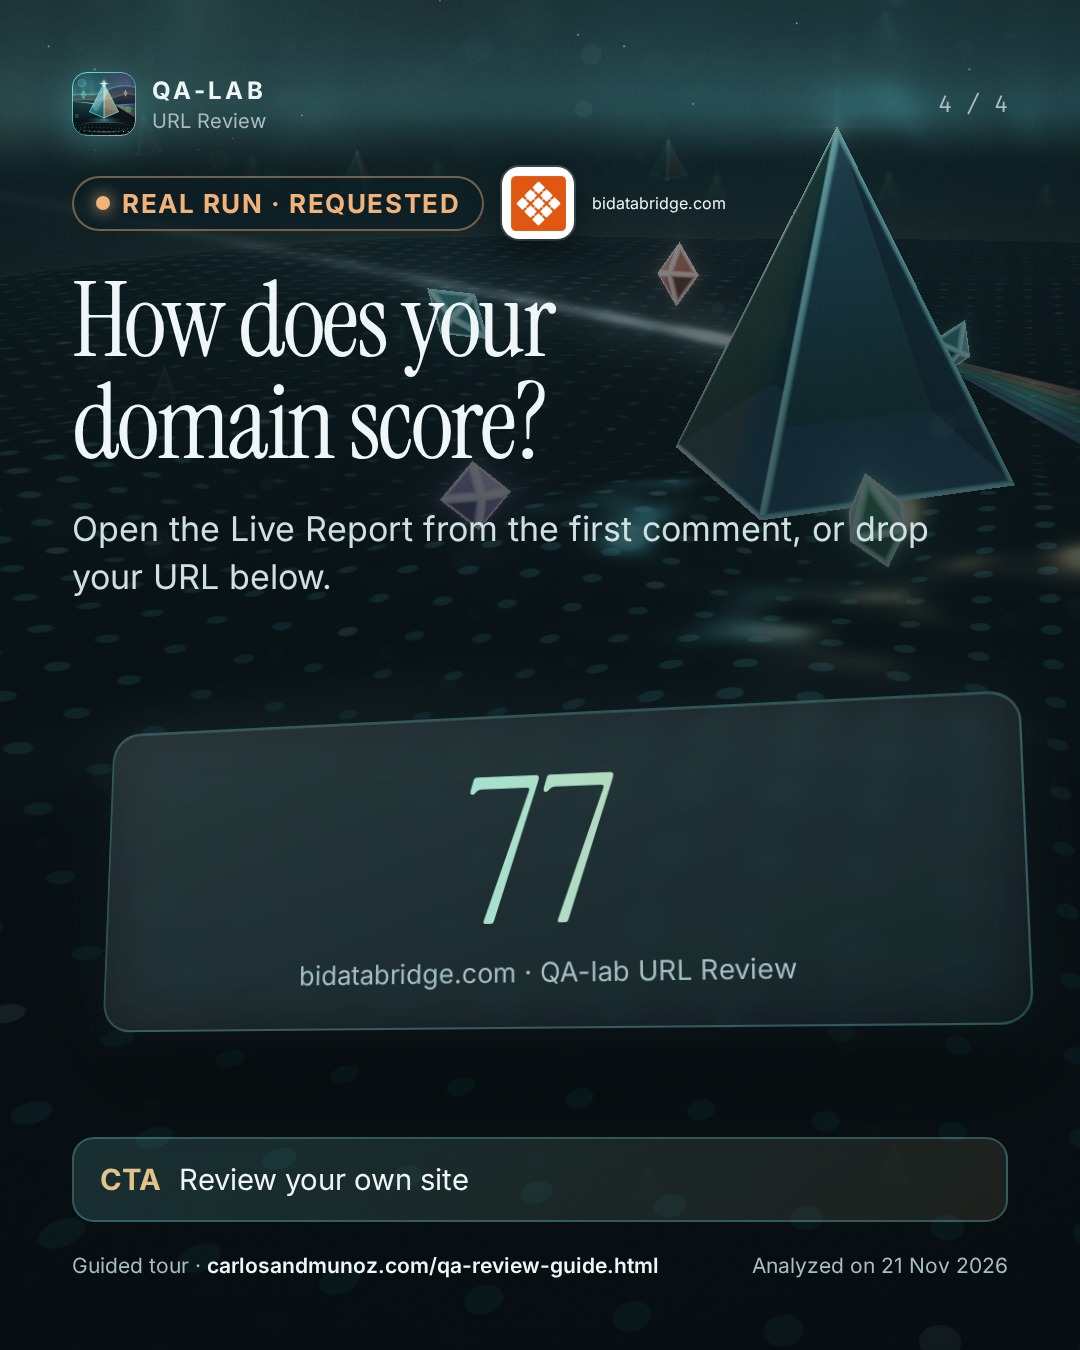 QA-LAB
URL Review
4 / 4
REAL RUN · REQUESTED
bidatabridge.com
How does your
domain score?
Open the Live Report from the first comment, or drop
your URL below.
77
bidatabridge.com · QA-lab URL Review
CTA Review your own site
Guided tour · carlosandmunoz.com/qa-review-guide.html
Analyzed on 21 Nov 2026